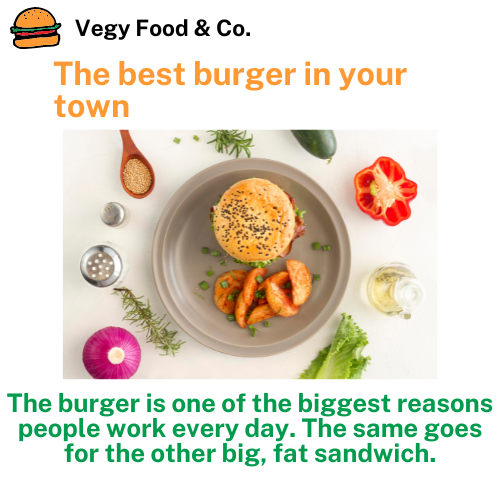 Vegy Food & Co.
The best burger in your
town
The burger is one of the biggest reasons
people work every day. The same goes
for the other big, fat sandwich.